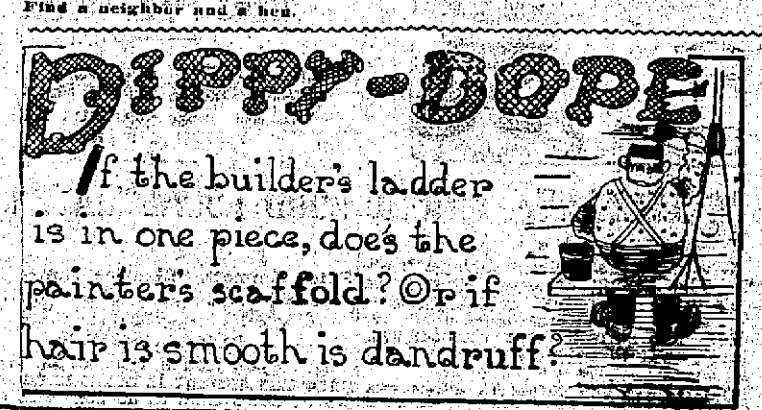 Find a neighbor and a hen.
DIPPY-DOPE
If the builder's ladder
is in one piece, does the
painter's scaffold? Or if
hair is smooth is dandruff?